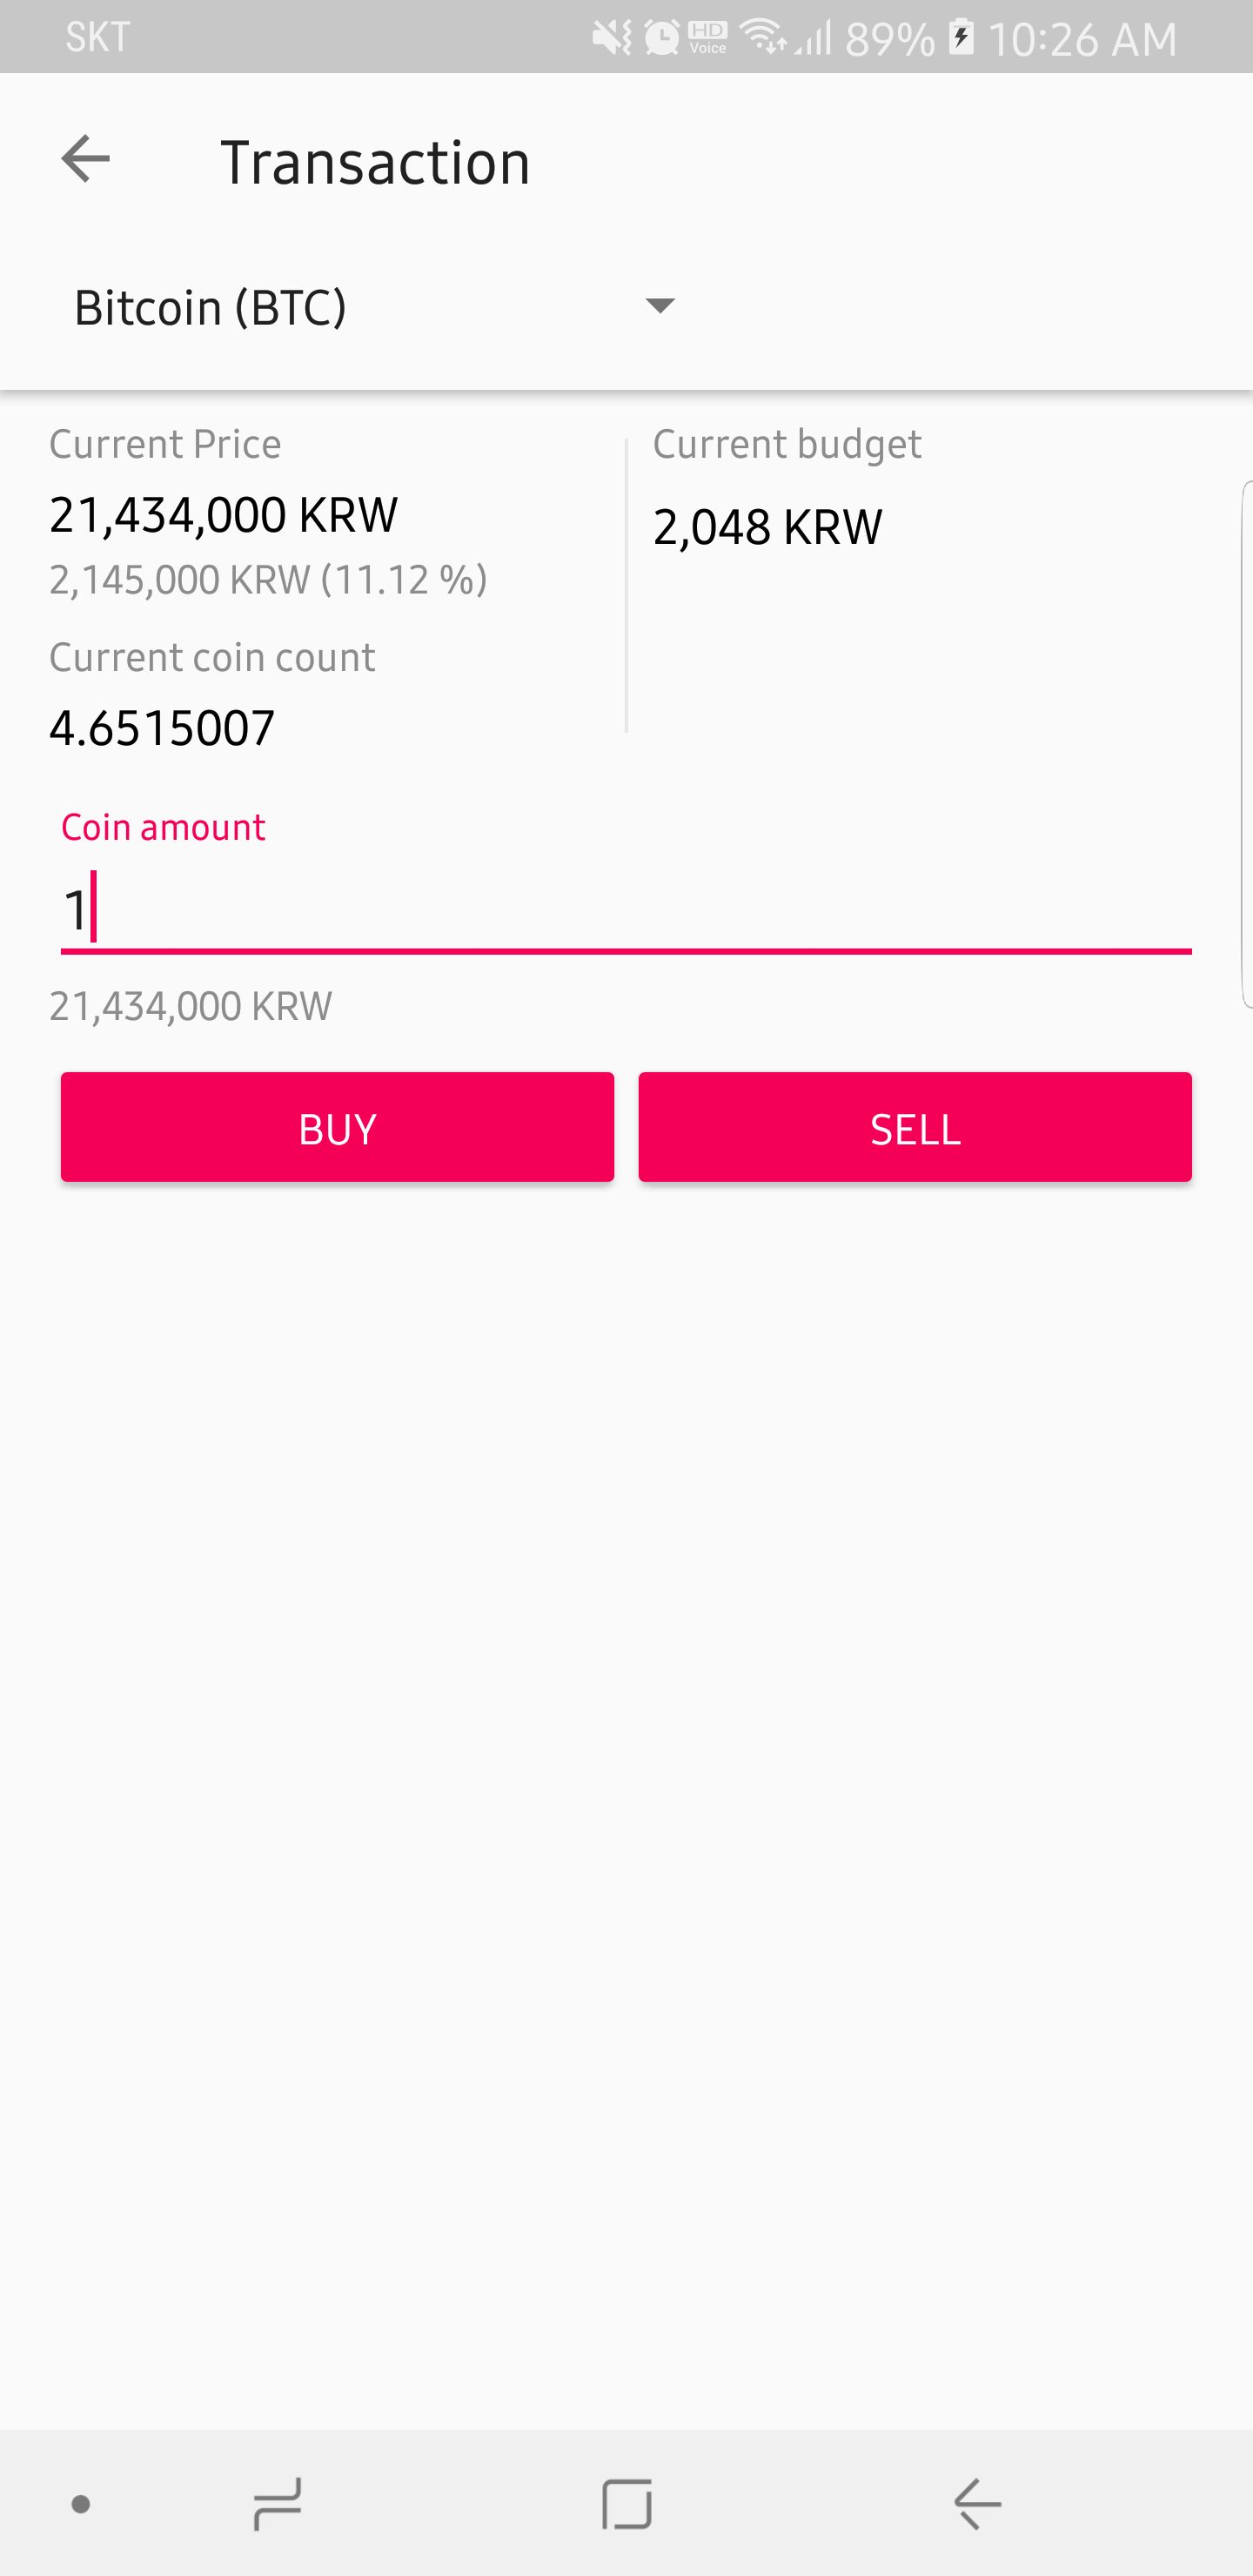 SKT HD Voice 89% 10:26 AM
Transaction
Bitcoin (BTC)
Current Price
21,434,000 KRW
2,145,000 KRW (11.12 %)
Current coin count
4.6515007
Current budget
2,048 KRW
Coin amount
1
21,434,000 KRW
BUY
SELL